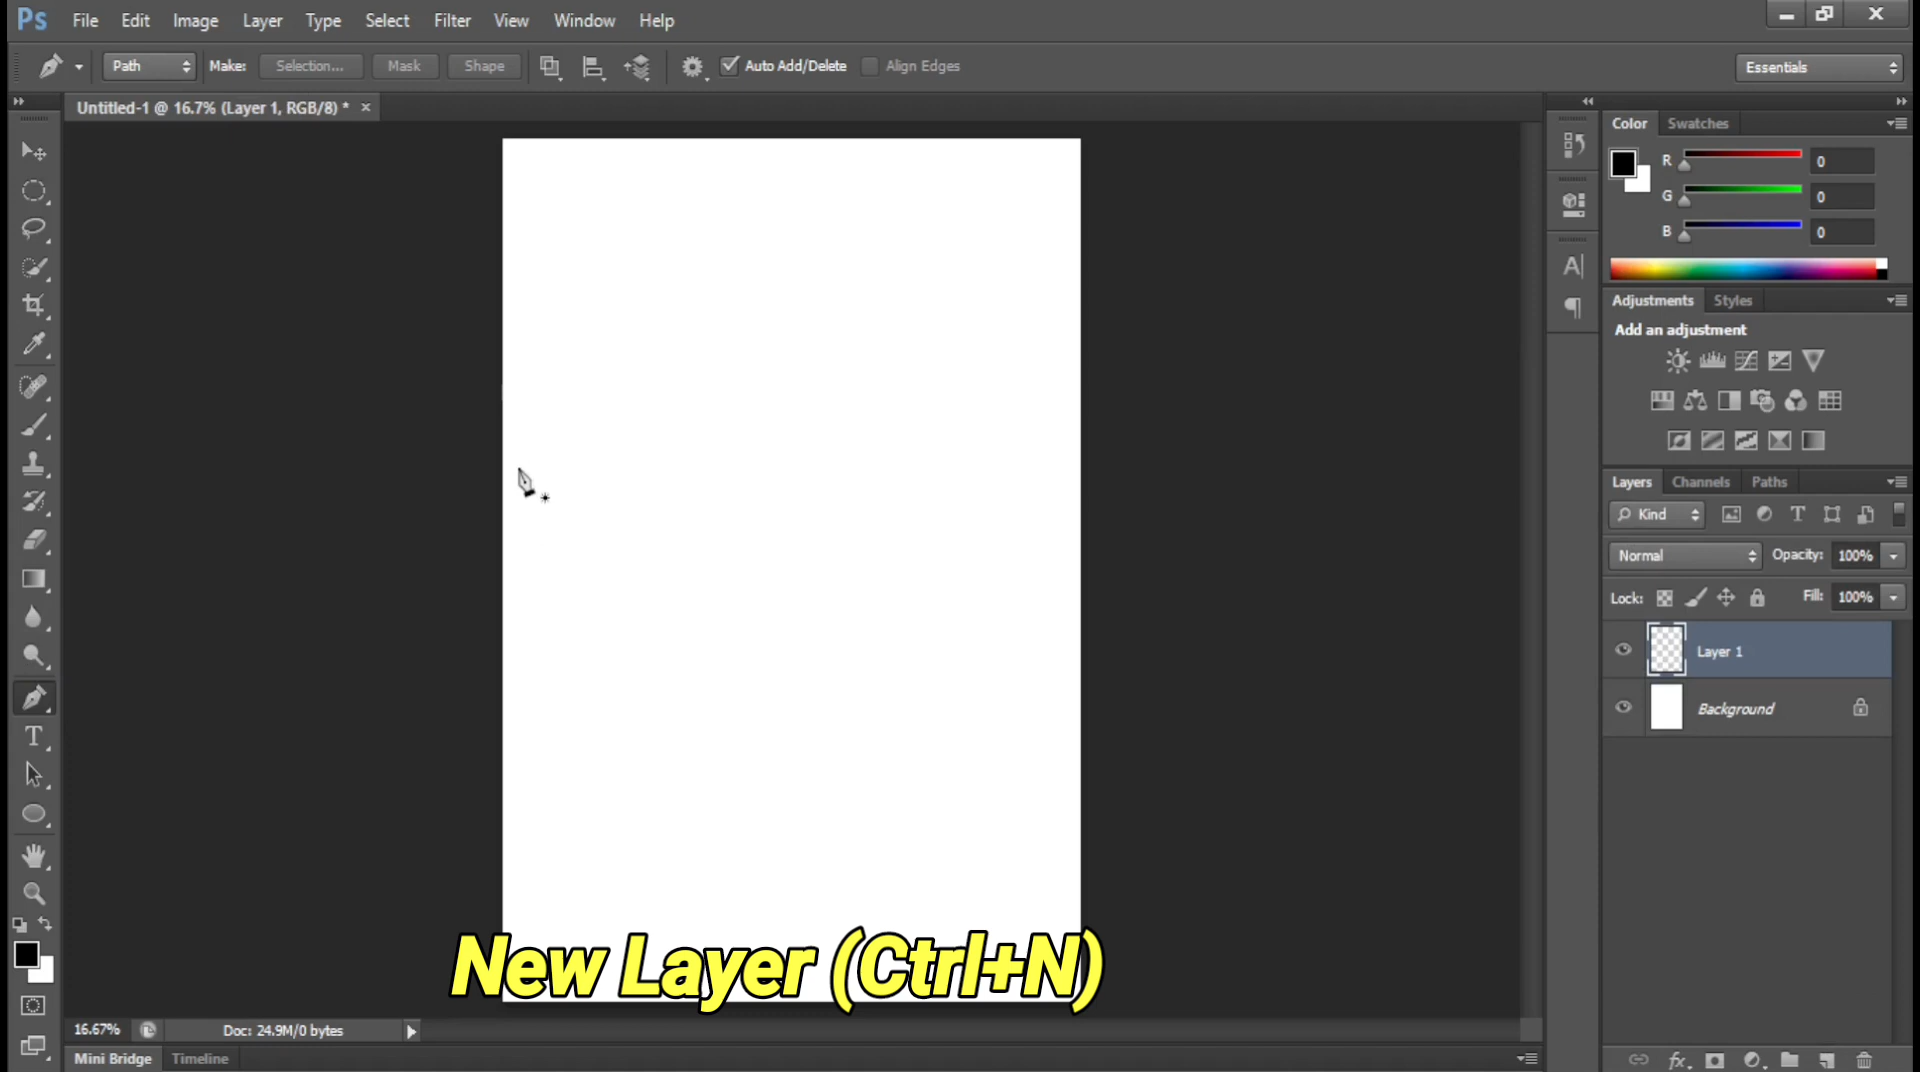 Ps File Edit Image Layer Type Select Filter View Window Help
Path Make: Selection... Mask Shape Auto Add/Delete Align Edges Essentials
Untitled-1 @ 16.7% (Layer 1, RGB/8) * ×
Color Swatches
R 0
G 0
B 0
Adjustments Styles
Add an adjustment
Layers Channels Paths
Kind
Normal Opacity: 100%
Lock: Fill: 100%
Layer 1
Background
New Layer (Ctrl+N)
16.67% Doc: 24.9M/0 bytes
Mini Bridge Timeline